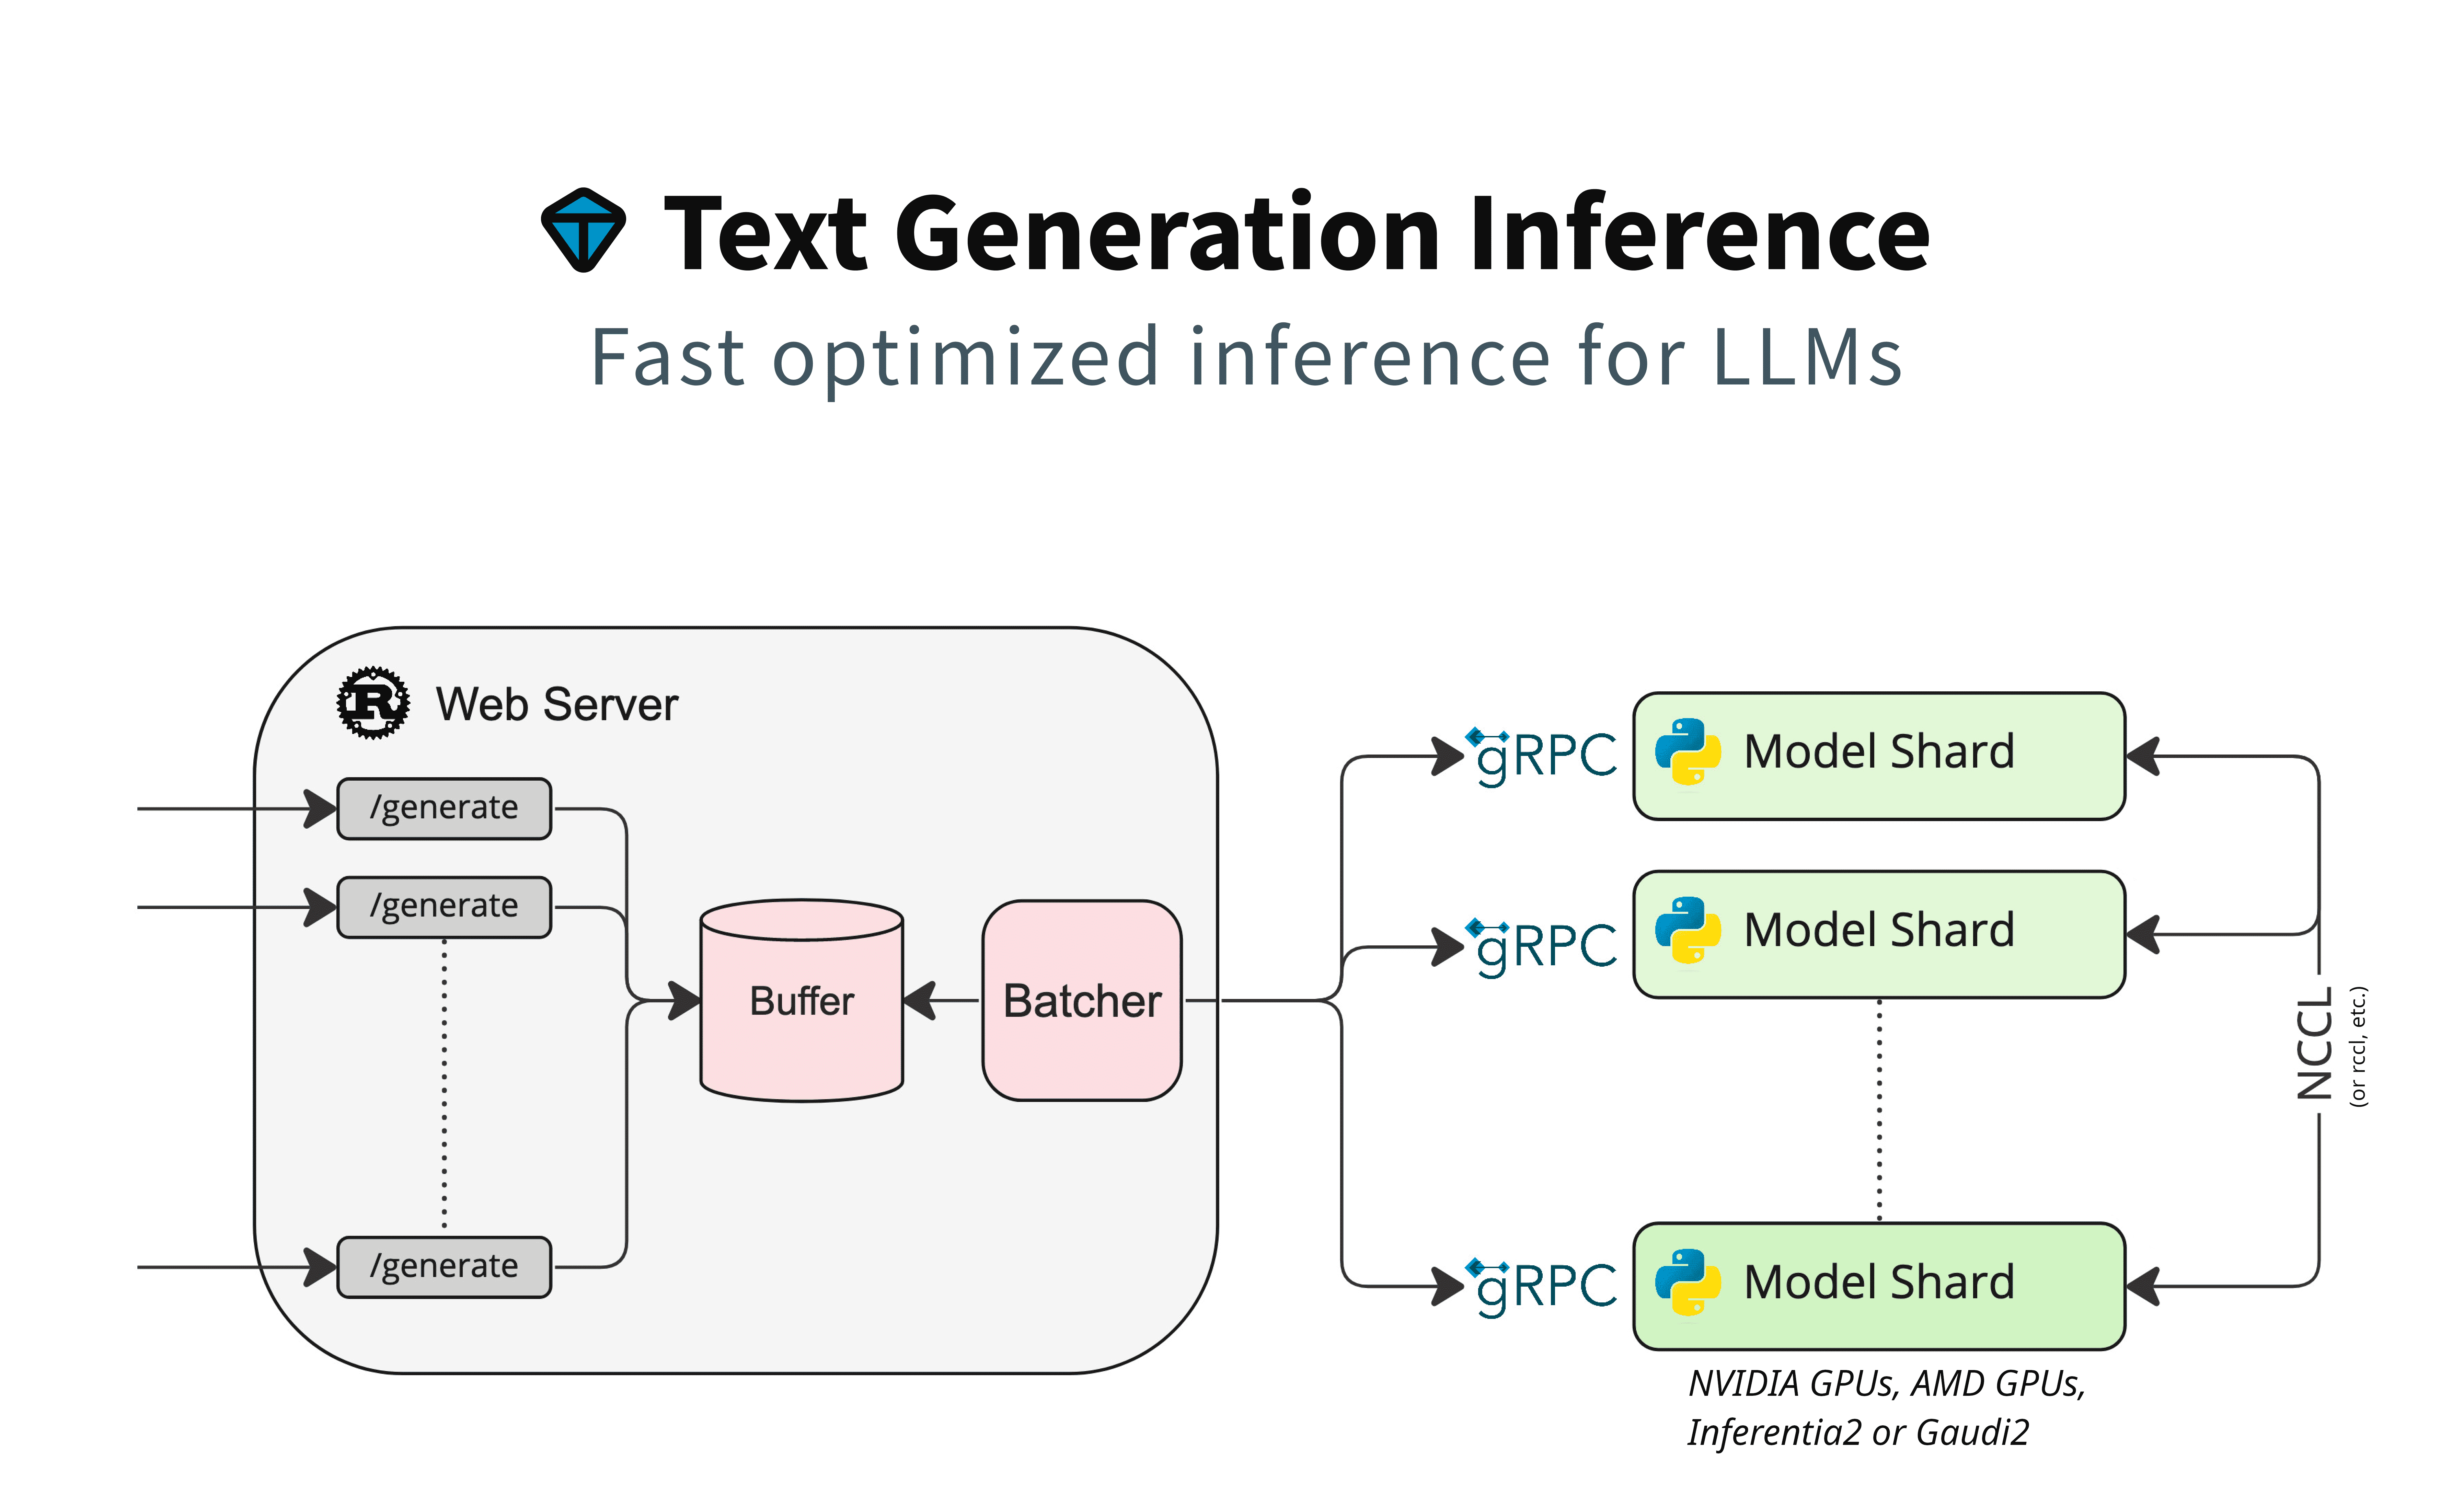 Text Generation Inference
Fast optimized inference for LLMs
Web Server
/generate
/generate
/generate
Buffer
Batcher
gRPC
Model Shard
gRPC
Model Shard
gRPC
Model Shard
NVIDIA GPUs, AMD GPUs,
Inferentia2 or Gaudi2
NCCL
(or rccl, etc.)